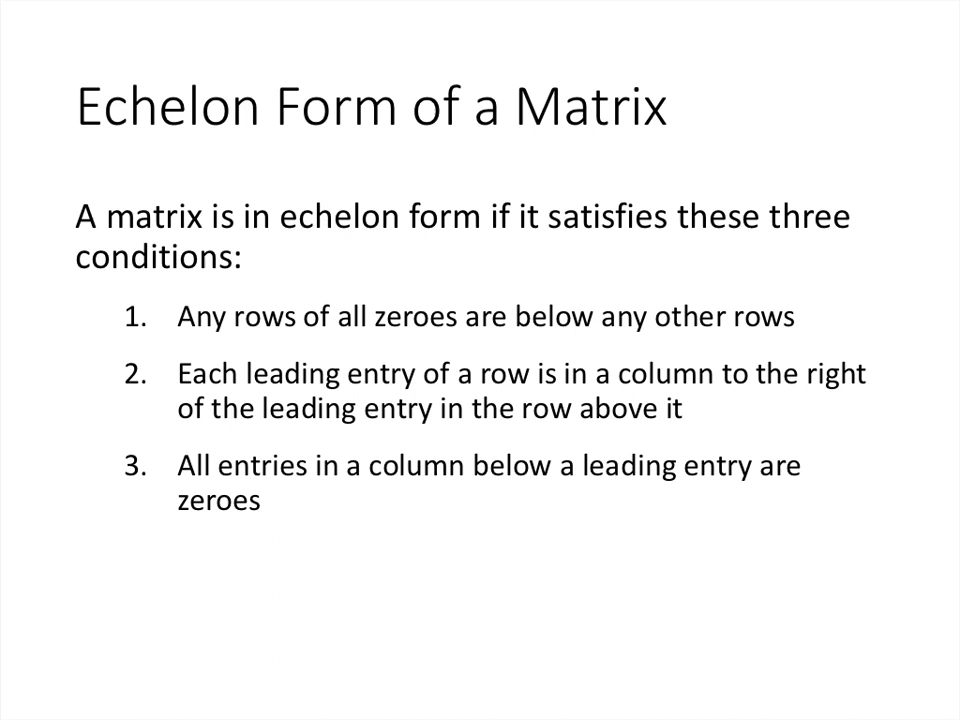 Echelon Form of a Matrix
A matrix is in echelon form if it satisfies these three
conditions:
1. Any rows of all zeroes are below any other rows
2. Each leading entry of a row is in a column to the right
of the leading entry in the row above it
3. All entries in a column below a leading entry are
zeroes